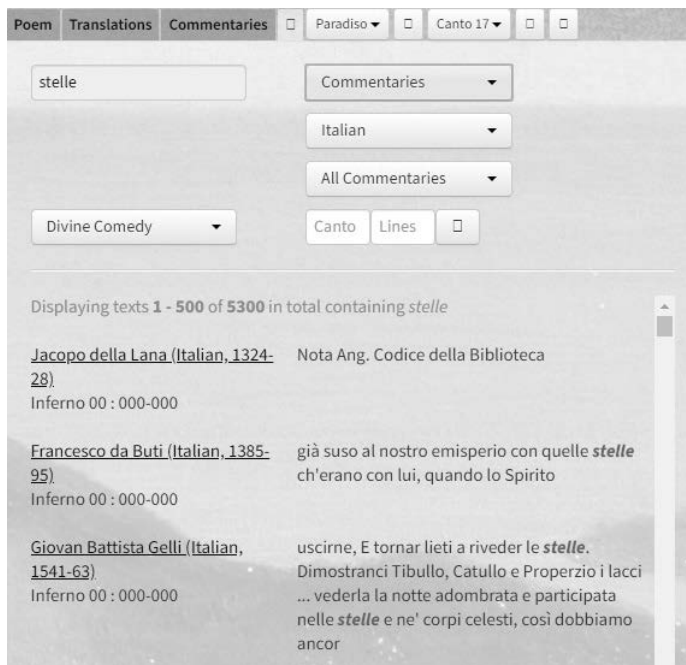 Poem Translations Commentaries Paradiso Canto 17
stelle
Commentaries
Italian
All Commentaries
Divine Comedy
Canto Lines
Displaying texts 1 - 500 of 5300 in total containing stelle
Jacopo della Lana (Italian, 1324-
28)
Inferno 00 : 000-000
Nota Ang. Codice della Biblioteca
Francesco da Buti (Italian, 1385-
95)
Inferno 00 : 000-000
già suso al nostro emisperio con quelle stelle
ch'erano con lui, quando lo Spirito
Giovan Battista Gelli (Italian,
1541-63)
Inferno 00 : 000-000
uscirne, E tornar lieti a riveder le stelle.
Dimostranci Tibullo, Catullo e Properzio i lacci
... vederla la notte adombrata e participata
nelle stelle e ne' corpi celesti, così dobbiamo
ancor